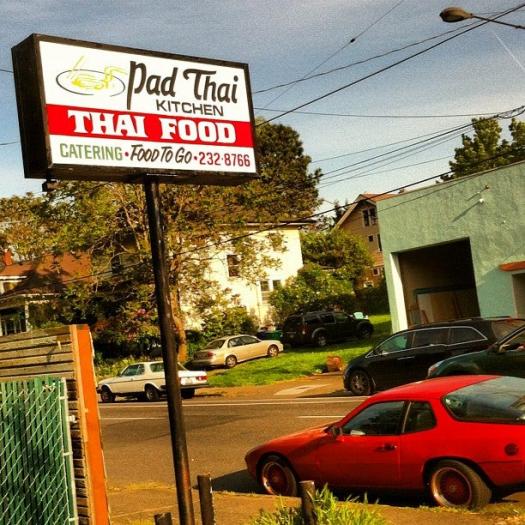 Pad Thai
KITCHEN
THAI FOOD
CATERING • FOOD TO GO • 232-8766